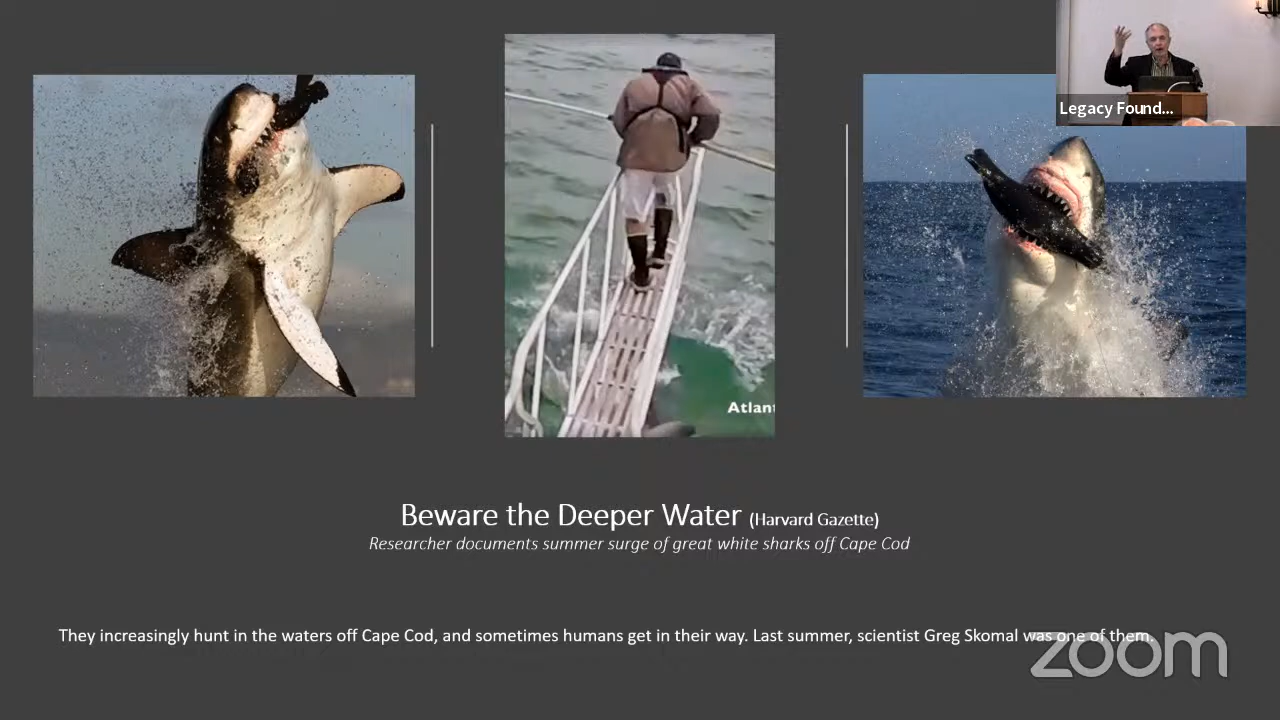 Legacy Found...
Atlant
Beware the Deeper Water (Harvard Gazette)
Researcher documents summer surge of great white sharks off Cape Cod
They increasingly hunt in the waters off Cape Cod, and sometimes humans get in their way. Last summer, scientist Greg Skomal was one of them.
zoom